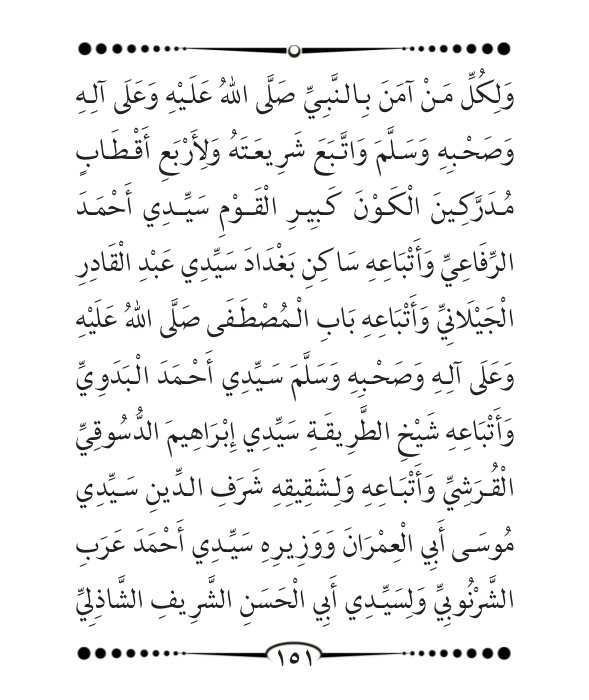 وَلِكُلِّ مَنْ آمَنَ بِالنَّبِيِّ صَلَّى اللهُ عَلَيْهِ وَعَلَى آلِهِ
وَصَحْبِهِ وَسَلَّمَ وَاتَّبَعَ شَرِيعَتَهُ وَلِأَرْبَعِ أَقْطَابٍ
مُدَرَّكِينَ الْكَوْنَ كَبِيرِ الْقَوْمِ سَيِّدِي أَحْمَدَ
الرِّفَاعِيِّ وَأَتْبَاعِهِ سَاكِنِ بَغْدَادَ سَيِّدِي عَبْدِ الْقَادِرِ
الْجَيْلَانِيِّ وَأَتْبَاعِهِ بَابِ الْمُصْطَفَى صَلَّى اللهُ عَلَيْهِ
وَعَلَى آلِهِ وَصَحْبِهِ وَسَلَّمَ سَيِّدِي أَحْمَدَ الْبَدَوِيِّ
وَأَتْبَاعِهِ شَيْخِ الطَّرِيقَةِ سَيِّدِي إِبْرَاهِيمَ الدُّسُوقِيِّ
الْقُرَشِيِّ وَأَتْبَاعِهِ وَلِشَقِيقِهِ شَرَفِ الدِّينِ سَيِّدِي
مُوسَى أَبِي الْعِمْرَانَ وَوَزِيرِهِ سَيِّدِي أَحْمَدَ عَرَبِ
الشَّرْنُوبِيِّ وَلِسَيِّدِي أَبِي الْحَسَنِ الشَّرِيفِ الشَّاذِلِيِّ
١٥١